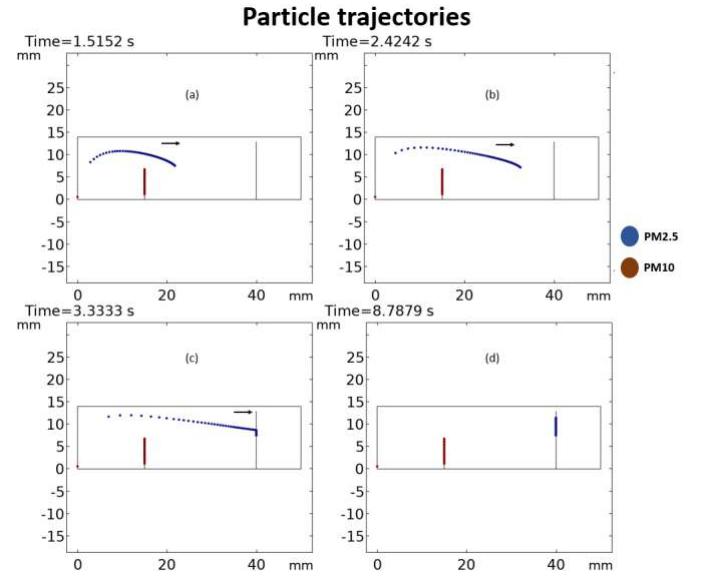 Particle trajectories
Time=1.5152 s
mm
(a)
25
20
15
10
5
0
-5
-10
-15
0 20 40 mm
Time=2.4242 s
mm
(b)
25
20
15
10
5
0
-5
-10
-15
0 20 40 mm
PM2.5
PM10
Time=3.3333 s
mm
(c)
25
20
15
10
5
0
-5
-10
-15
0 20 40 mm
Time=8.7879 s
mm
(d)
25
20
15
10
5
0
-5
-10
-15
0 20 40 mm